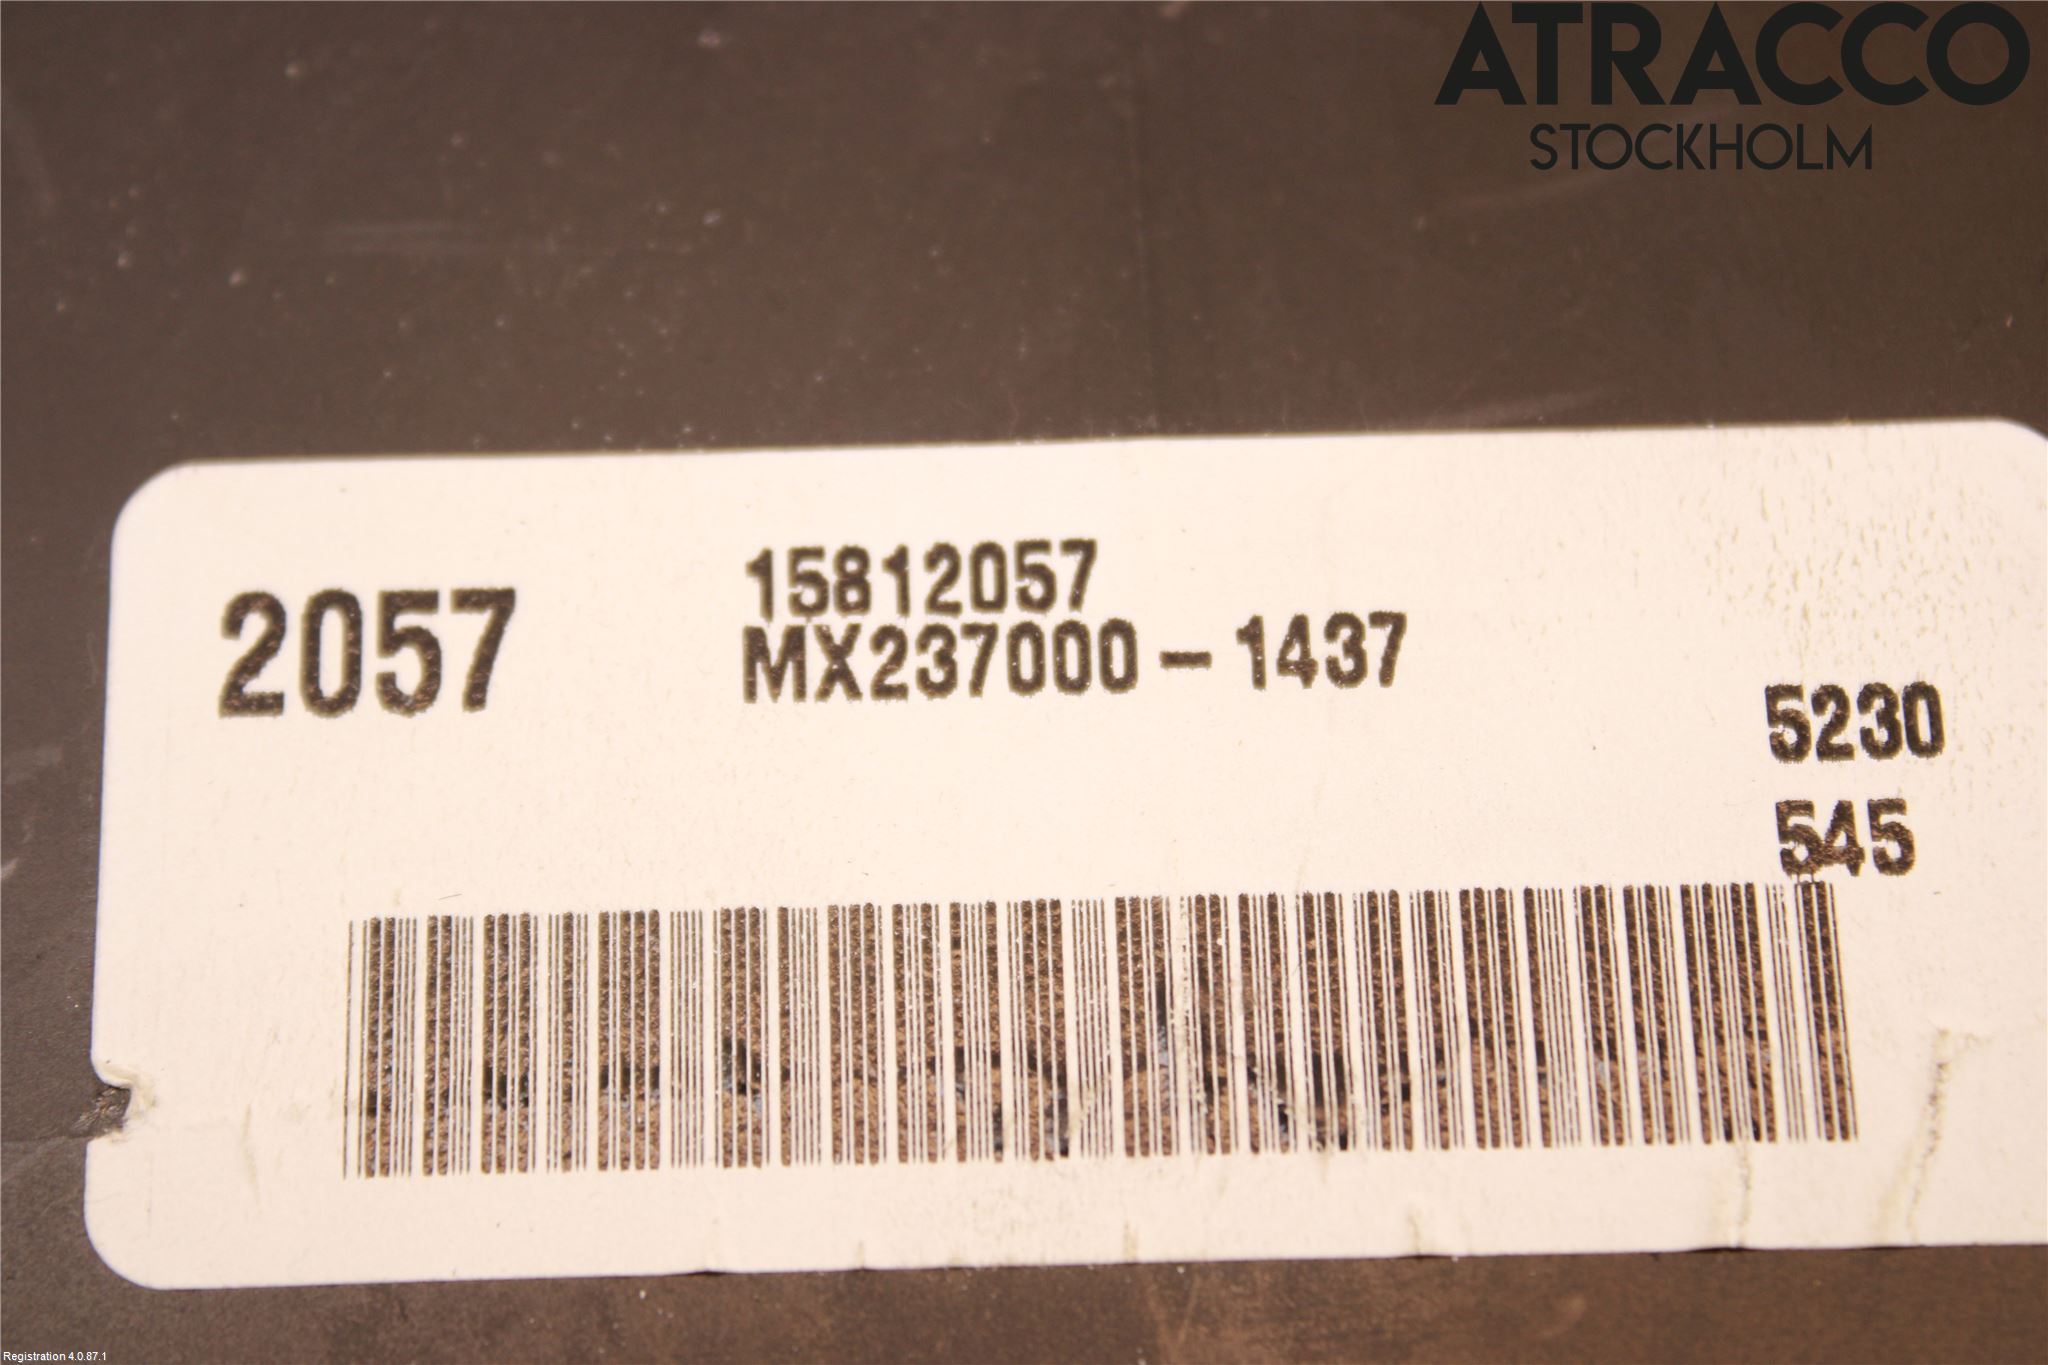 ATRACCO
STOCKHOLM
2057
15812057
MX237000-1437
5230
545
Registration 4.0.87.1